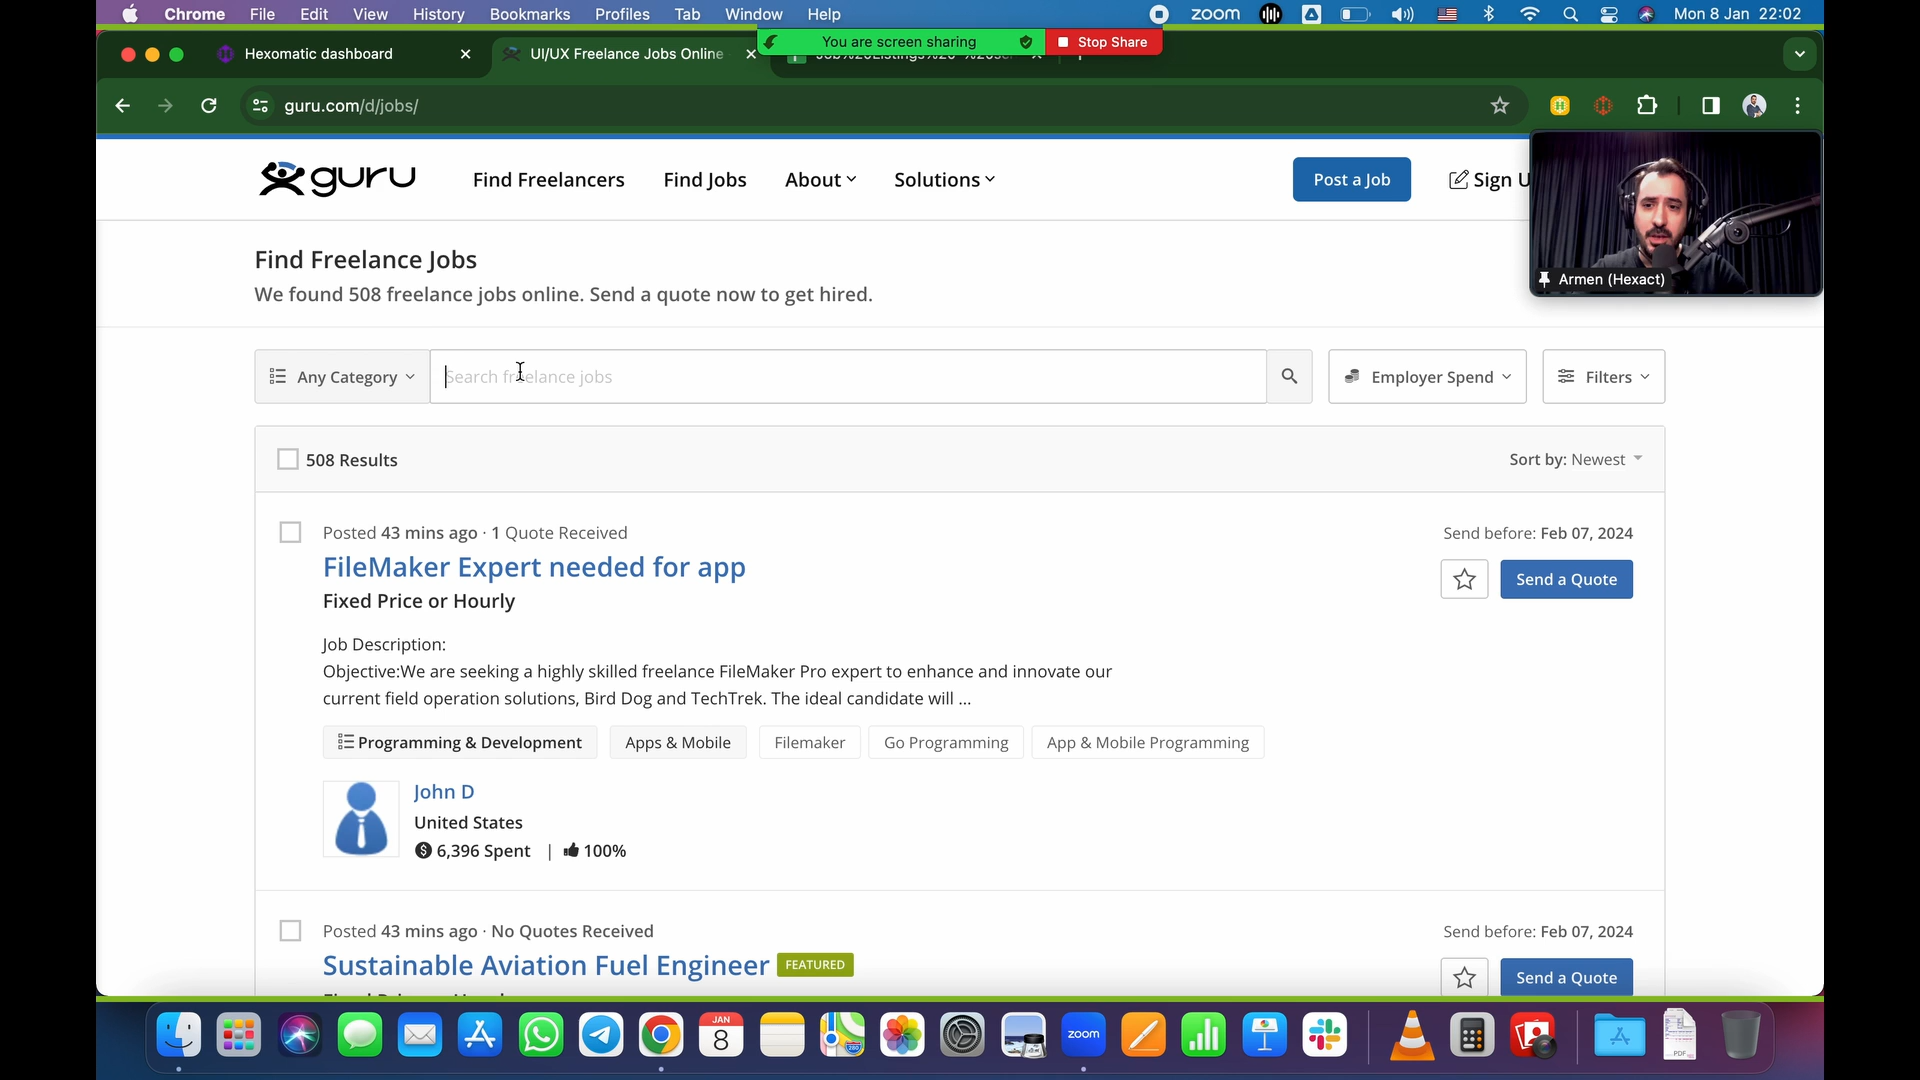 Chrome File Edit View History Bookmarks Profiles Tab Window Help zoom Mon 8 Jan 22:02
You are screen sharing Stop Share
Hexomatic dashboard UI/UX Freelance Jobs Online
guru.com/d/jobs/
guru Find Freelancers Find Jobs About Solutions Post a Job Sign U
Armen (Hexact)
Find Freelance Jobs
We found 508 freelance jobs online. Send a quote now to get hired.
Any Category Search freelance jobs Employer Spend Filters
508 Results Sort by: Newest
Posted 43 mins ago · 1 Quote Received Send before: Feb 07, 2024
FileMaker Expert needed for app Send a Quote
Fixed Price or Hourly
Job Description:
Objective:We are seeking a highly skilled freelance FileMaker Pro expert to enhance and innovate our
current field operation solutions, Bird Dog and TechTrek. The ideal candidate will ...
Programming & Development Apps & Mobile Filemaker Go Programming App & Mobile Programming
John D
United States
6,396 Spent | 100%
Posted 43 mins ago · No Quotes Received Send before: Feb 07, 2024
Sustainable Aviation Fuel Engineer FEATURED Send a Quote
JAN
8
zoom
PDF